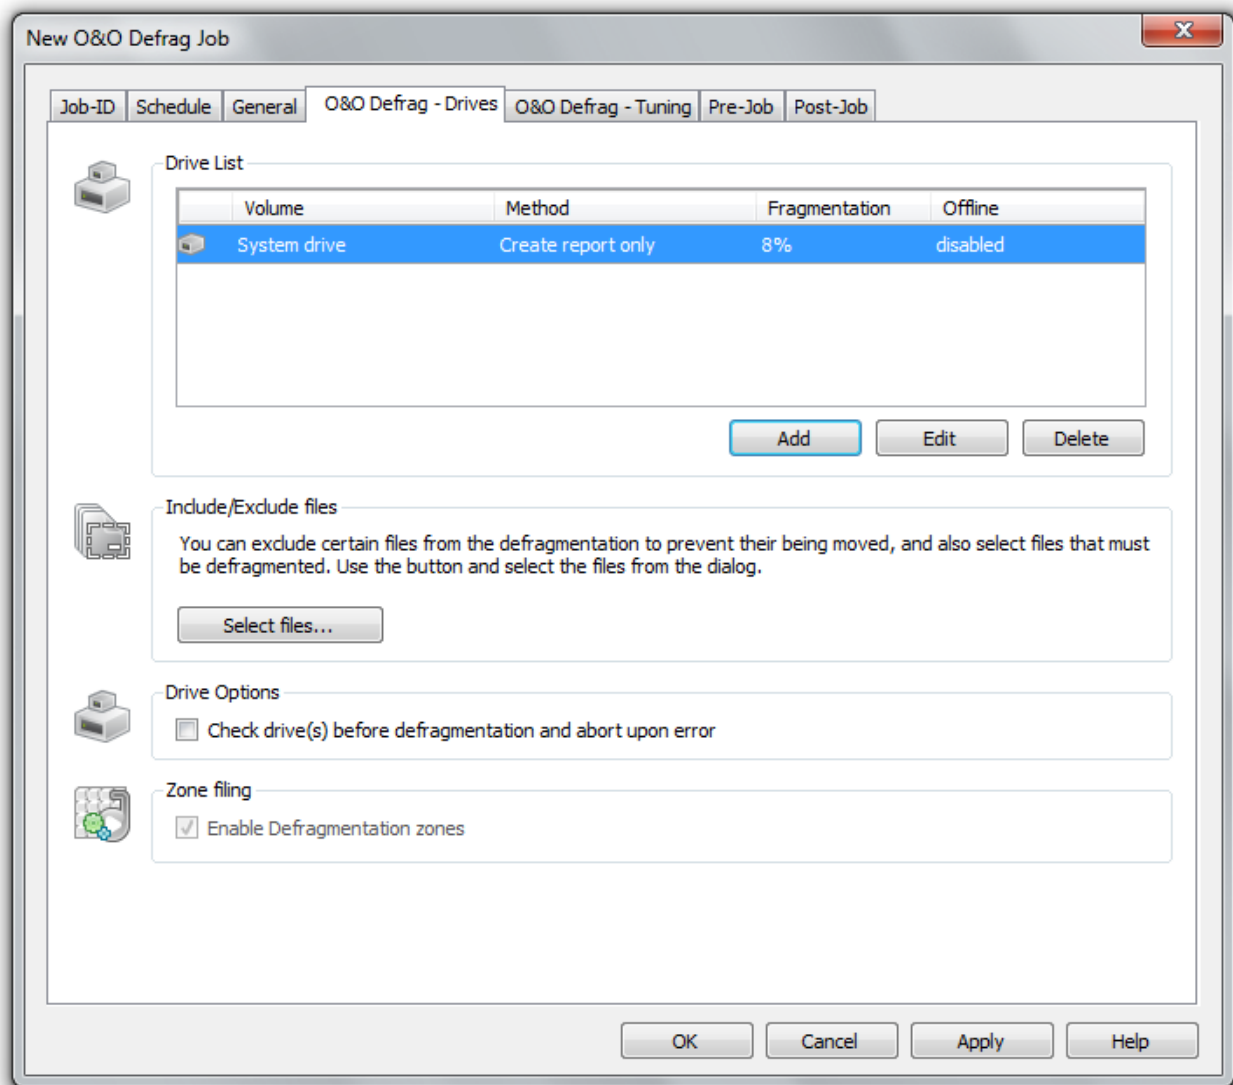 New O&O Defrag Job
Job-ID Schedule General O&O Defrag - Drives O&O Defrag - Tuning Pre-Job Post-Job
Drive List
Volume Method Fragmentation Offline
System drive Create report only 8% disabled
Add Edit Delete
Include/Exclude files
You can exclude certain files from the defragmentation to prevent their being moved, and also select files that must
be defragmented. Use the button and select the files from the dialog.
Select files...
Drive Options
Check drive(s) before defragmentation and abort upon error
Zone filing
Enable Defragmentation zones
OK Cancel Apply Help